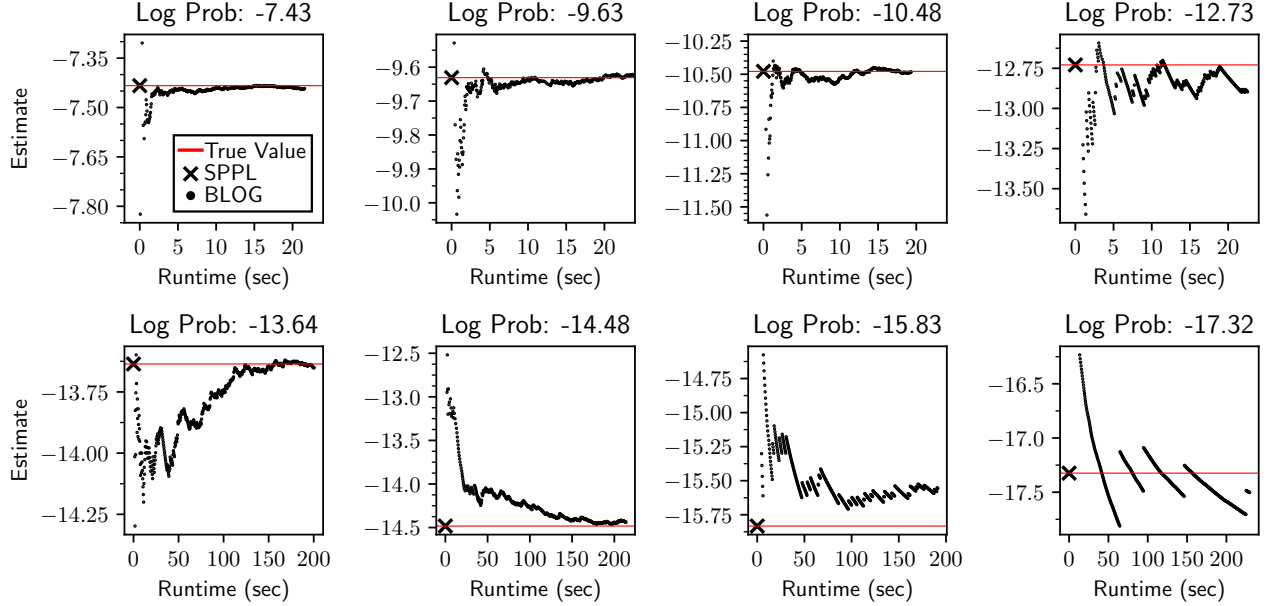 Log Prob: -7.43
Log Prob: -9.63
Log Prob: -10.48
Log Prob: -12.73
Estimate
−7.35
−7.50
−7.65
−7.80
True Value
SPPL
BLOG
0 5 10 15 20
Runtime (sec)
−9.6
−9.7
−9.8
−9.9
−10.0
0 5 10 15 20
Runtime (sec)
−10.25
−10.50
−10.75
−11.00
−11.25
−11.50
0 5 10 15 20
Runtime (sec)
−12.75
−13.00
−13.25
−13.50
0 5 10 15 20
Runtime (sec)
Log Prob: -13.64
Log Prob: -14.48
Log Prob: -15.83
Log Prob: -17.32
Estimate
−13.75
−14.00
−14.25
0 50 100 150 200
Runtime (sec)
−12.5
−13.0
−13.5
−14.0
−14.5
0 50 100 150 200
Runtime (sec)
−14.75
−15.00
−15.25
−15.50
−15.75
0 50 100 150 200
Runtime (sec)
−16.5
−17.0
−17.5
0 100 200
Runtime (sec)